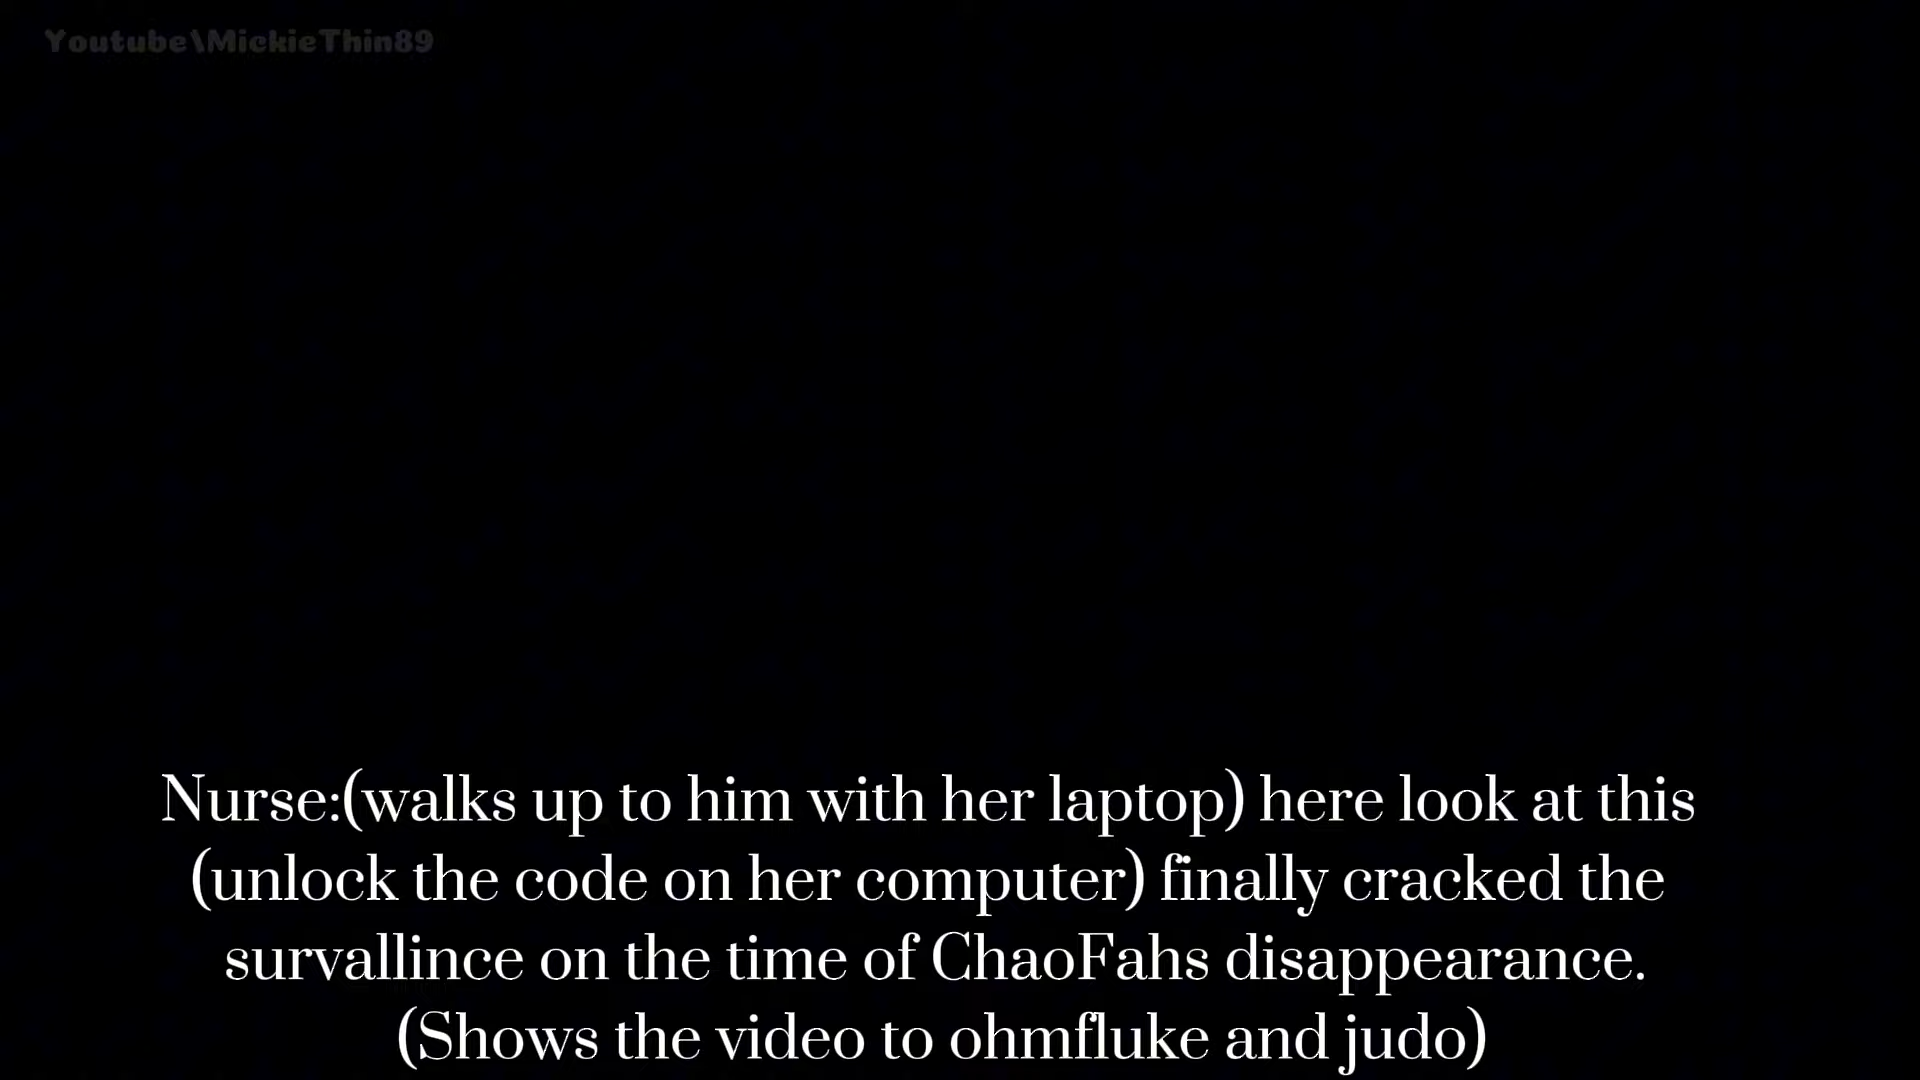 Youtube\MickieThin89
Nurse:(walks up to him with her laptop) here look at this
(unlock the code on her computer) finally cracked the
survallince on the time of ChaoFahs disappearance.
(Shows the video to ohmfluke and judo)